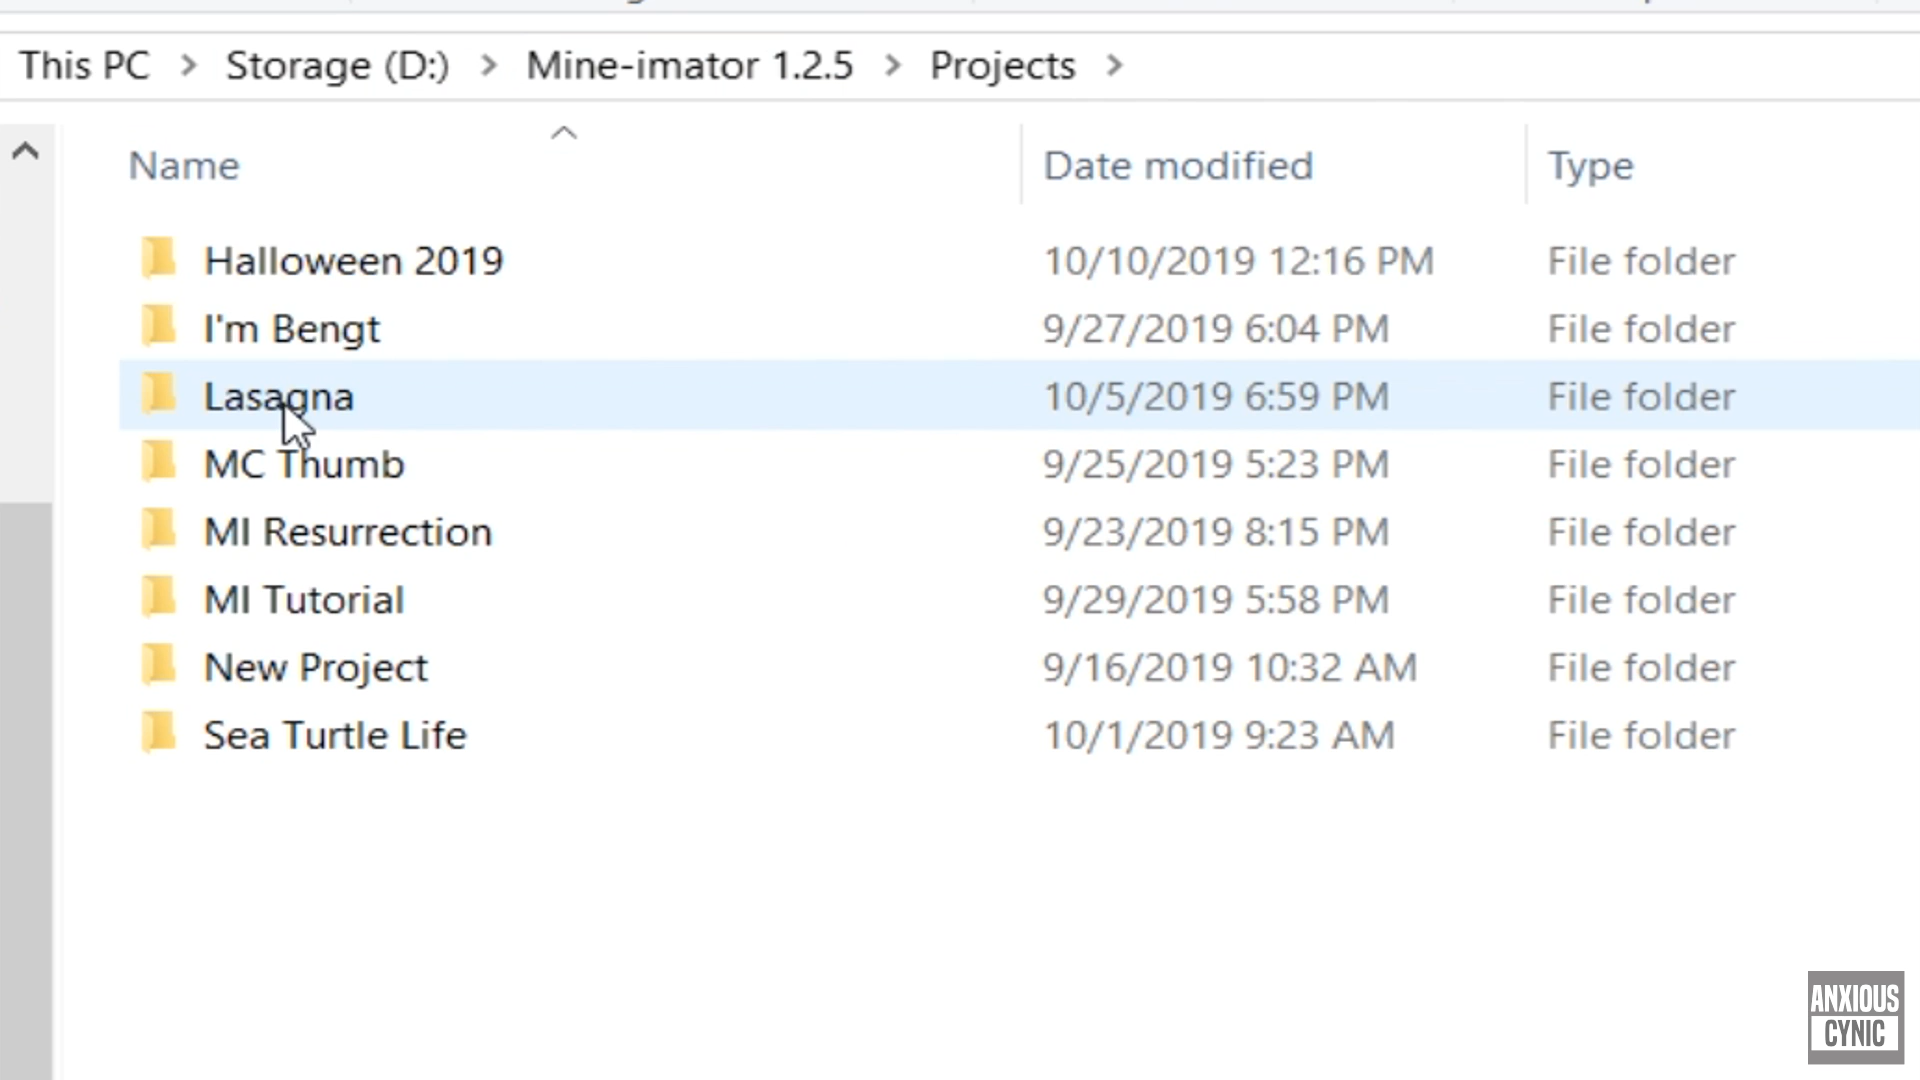 This PC > Storage (D:) > Mine-imator 1.2.5 > Projects >
Name Date modified Type
Halloween 2019 10/10/2019 12:16 PM File folder
I'm Bengt 9/27/2019 6:04 PM File folder
Lasagna 10/5/2019 6:59 PM File folder
MC Thumb 9/25/2019 5:23 PM File folder
MI Resurrection 9/23/2019 8:15 PM File folder
MI Tutorial 9/29/2019 5:58 PM File folder
New Project 9/16/2019 10:32 AM File folder
Sea Turtle Life 10/1/2019 9:23 AM File folder
ANXIOUS
CYNIC